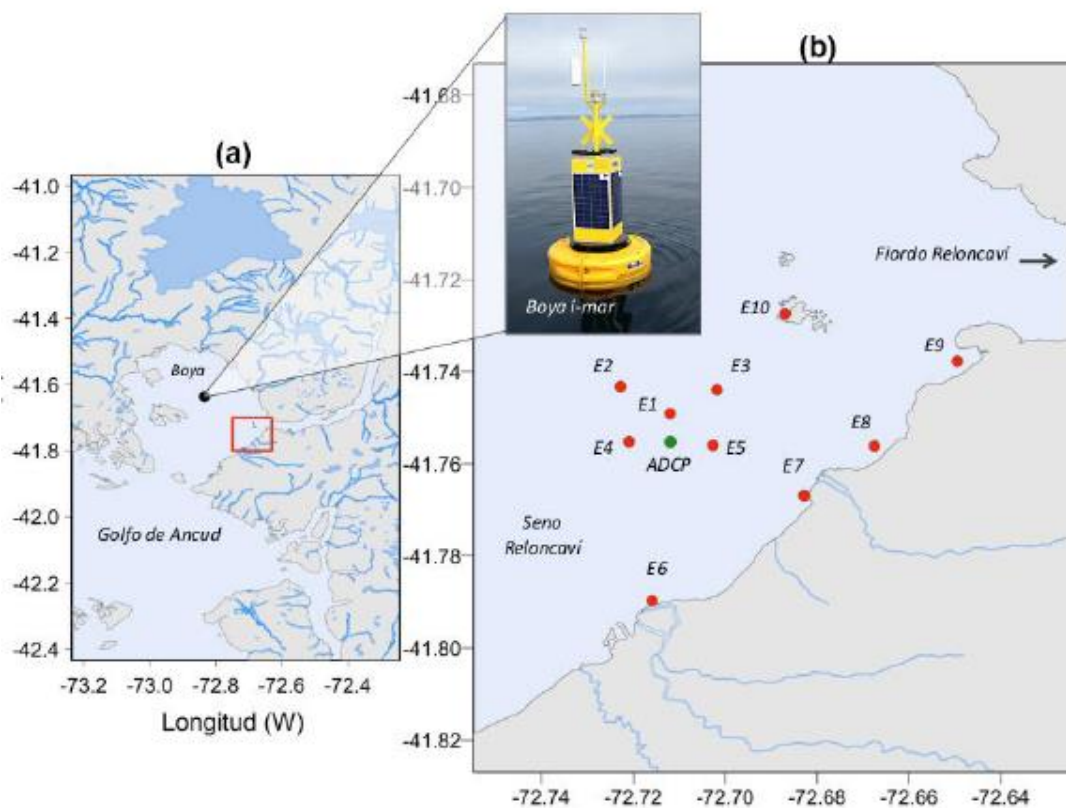 (a)
-41.0
-41.2
-41.4
-41.6
-41.8
-42.0
-42.2
-42.4
Boya
Golfo de Ancud
-73.2 -73.0 -72.8 -72.6 -72.4
Longitud (W)
(b)
-41.68
-41.70
-41.72
-41.74
-41.76
-41.78
-41.80
-41.82
Boya i-mar
Fiordo Reloncaví
E10
E9
E2
E3
E1
E8
E4
ADCP
E5
E7
Seno
Reloncaví
E6
-72.74 -72.72 -72.70 -72.68 -72.66 -72.64